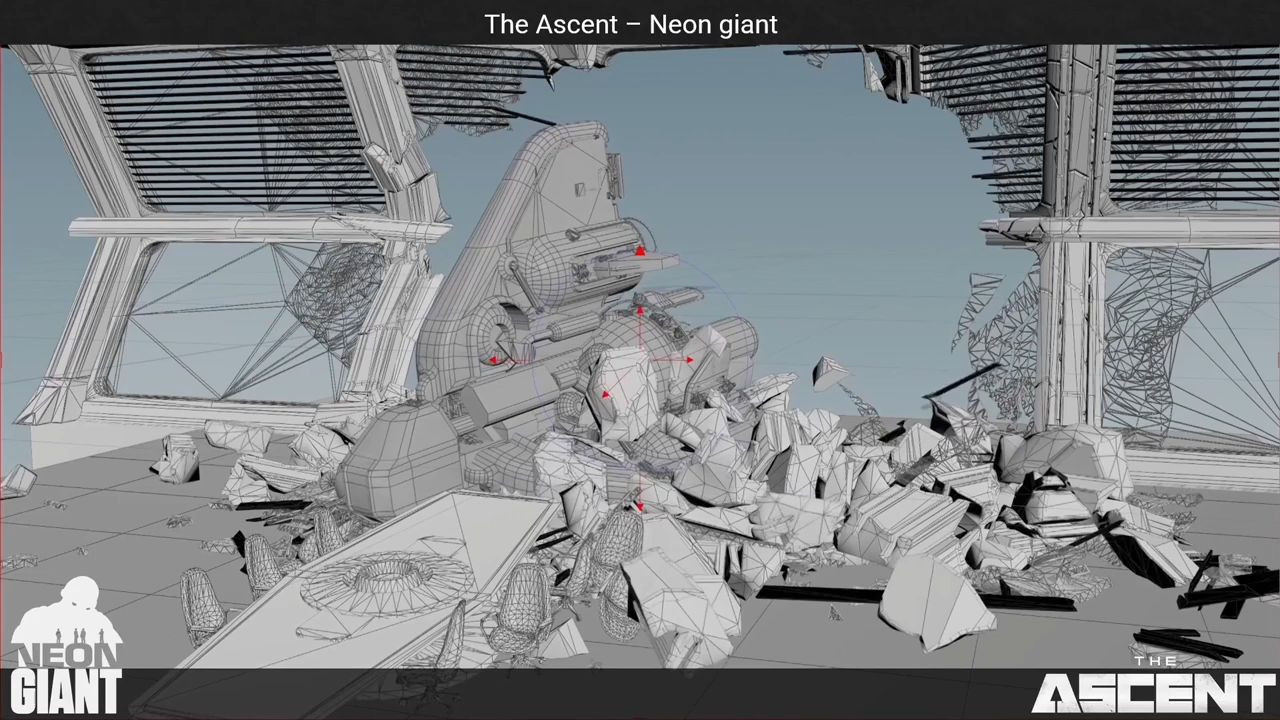 The Ascent – Neon giant
NEON
GIANT
THE
ASCENT